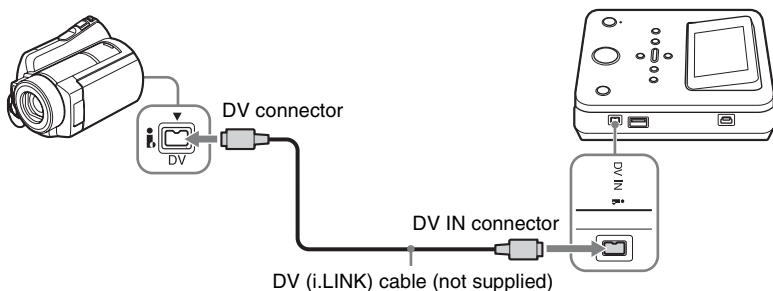 DV connector
DV
DV IN
DV IN connector
DV (i.LINK) cable (not supplied)